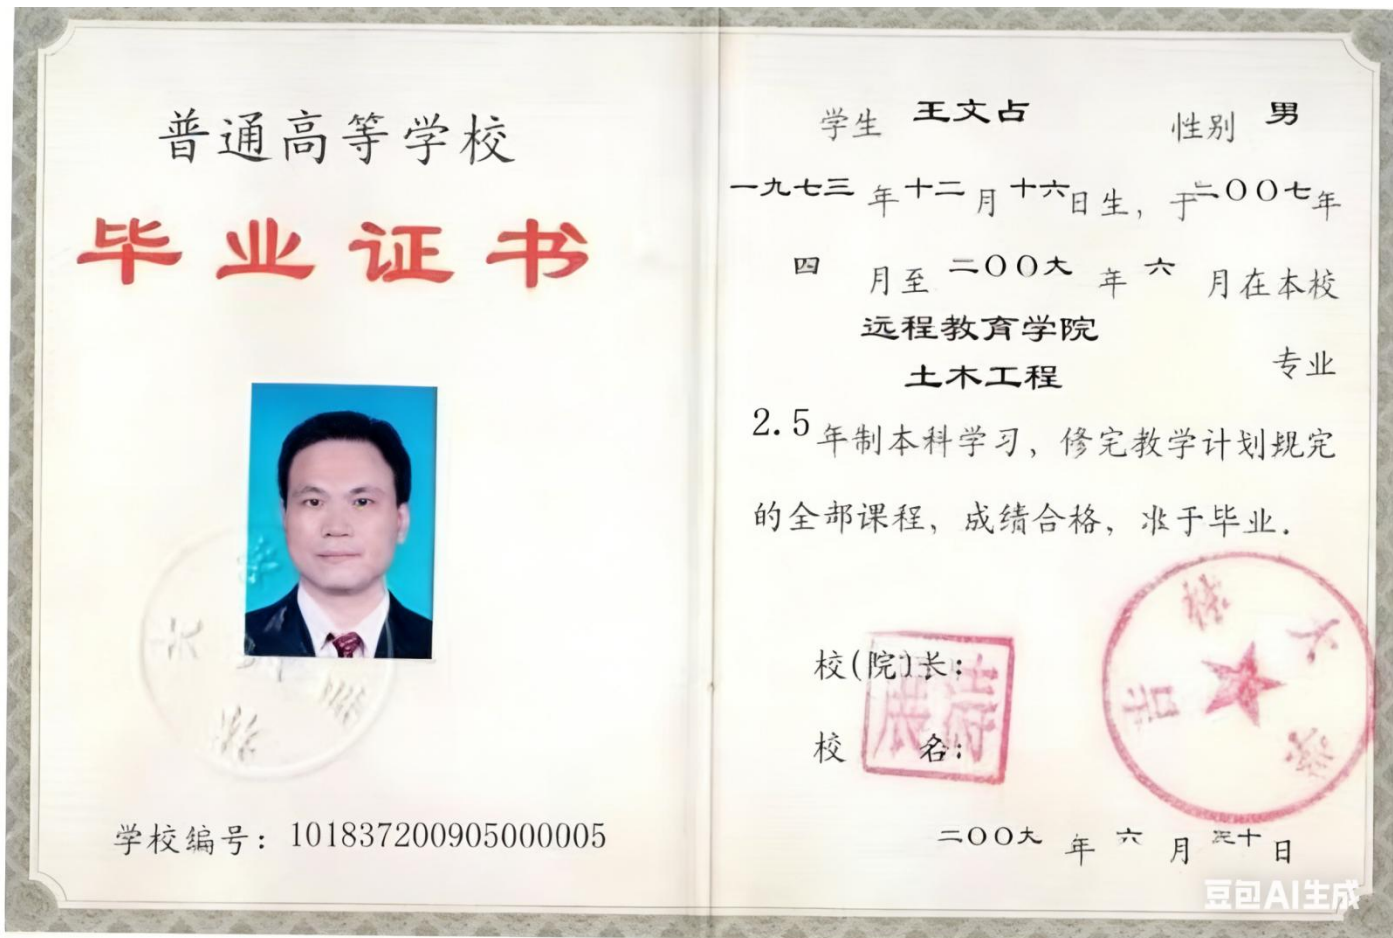 普通高等学校
毕业证书
学校编号：101837200905000005
学生 王文占 性别 男
一九七三 年 十二 月 十六 日生，于 二〇〇七 年
四 月至 二〇〇 年 六 月在本校
远程教育学院
土木工程 专业
2.5 年制本科学习，修完教学计划规定
的全部课程，成绩合格，准于毕业.
校(院)长：
校 名：
二〇〇九 年 六 月 十 日
豆包AI生成